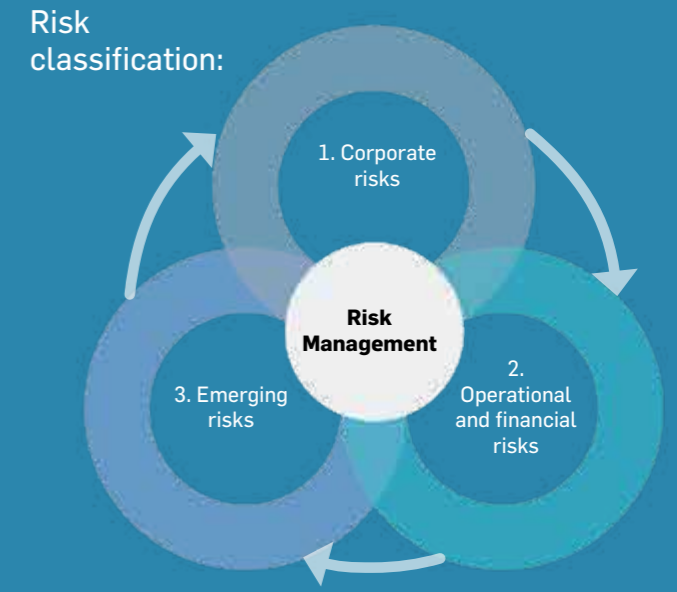 Risk
classification:
1. Corporate
risks
Risk
Management
2.
Operational
and financial
risks
3. Emerging
risks